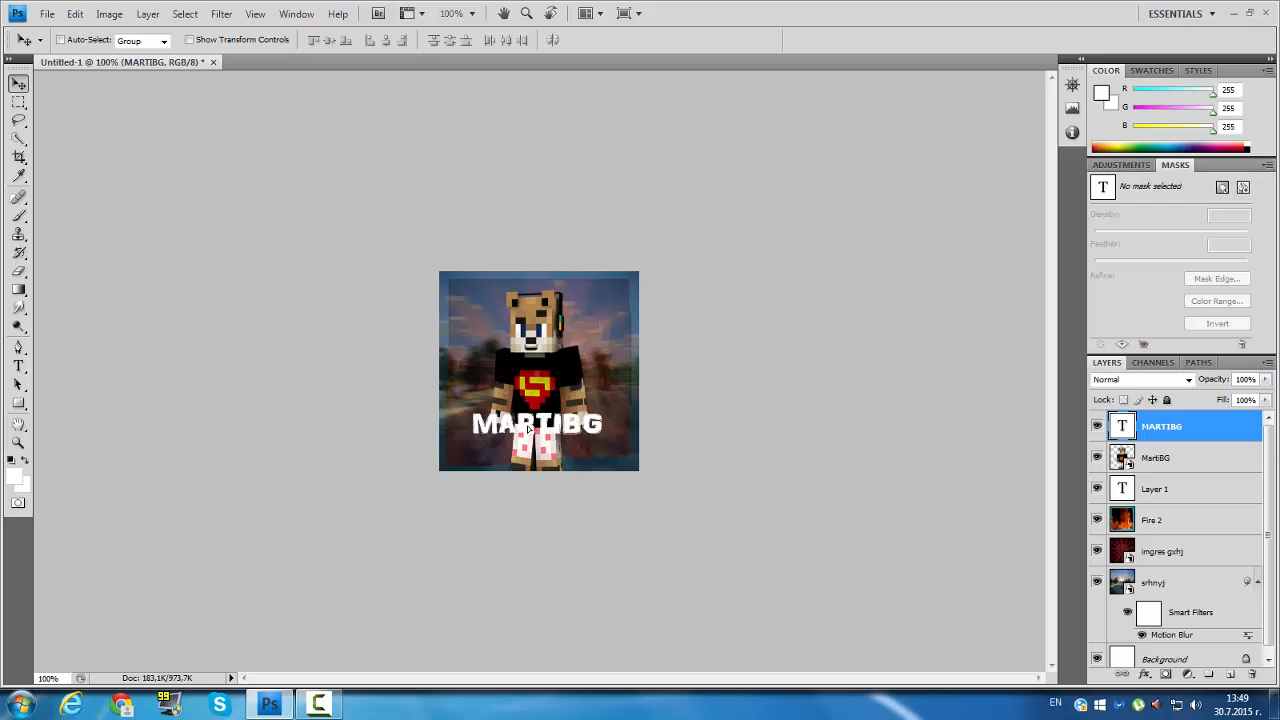 Ps File Edit Image Layer Select Filter View Window Help Br 100% ESSENTIALS
Auto-Select: Group Show Transform Controls
Untitled-1 @ 100% (MARTIBG, RGB/8) *
COLOR SWATCHES STYLES
R 255
G 255
B 255
ADJUSTMENTS MASKS
T No mask selected
Density:
Feather:
Refine: Mask Edge...
Color Range...
Invert
LAYERS CHANNELS PATHS
Normal Opacity: 100%
Lock: Fill: 100%
T MARTIBG
MartiBG
T Layer 1
Fire 2
imgres gxhj
srhnyj
Smart Filters
Motion Blur
Background
MARTIBG
100% Doc: 183,1K/973,7K
99 Ps EN 13:49
30.7.2015 г.